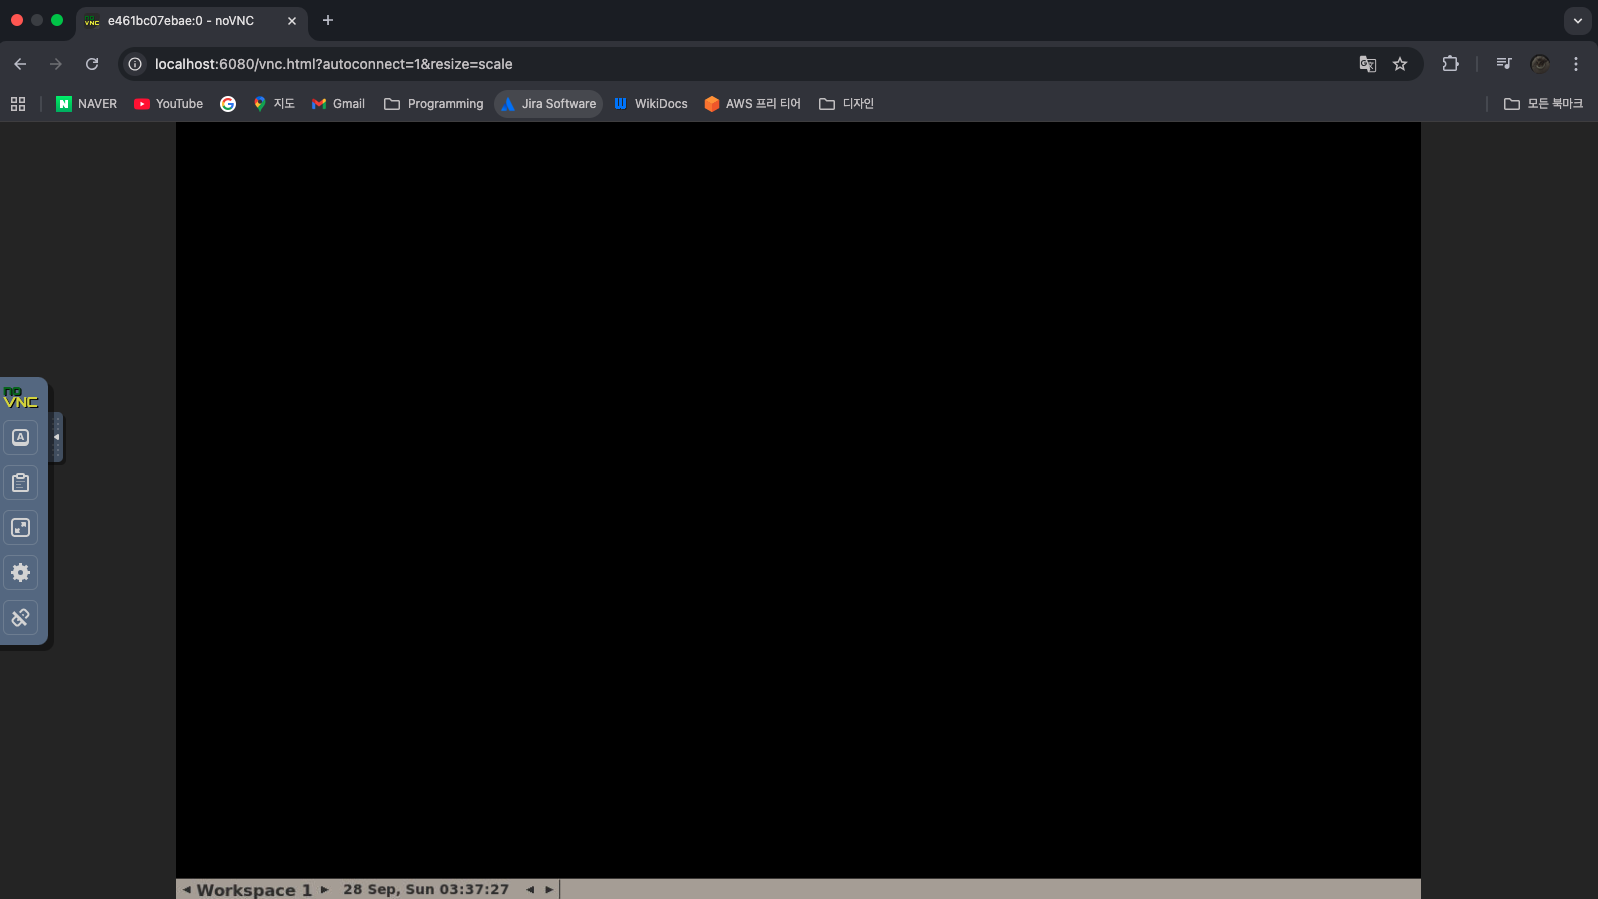 e461bc07ebae:0 - noVNC
localhost:6080/vnc.html?autoconnect=1&resize=scale
NAVER YouTube 지도 Gmail Programming Jira Software WikiDocs AWS 프리 티어 디자인 모든 북마크
no
VNC
A
Workspace 1 28 Sep, Sun 03:37:27